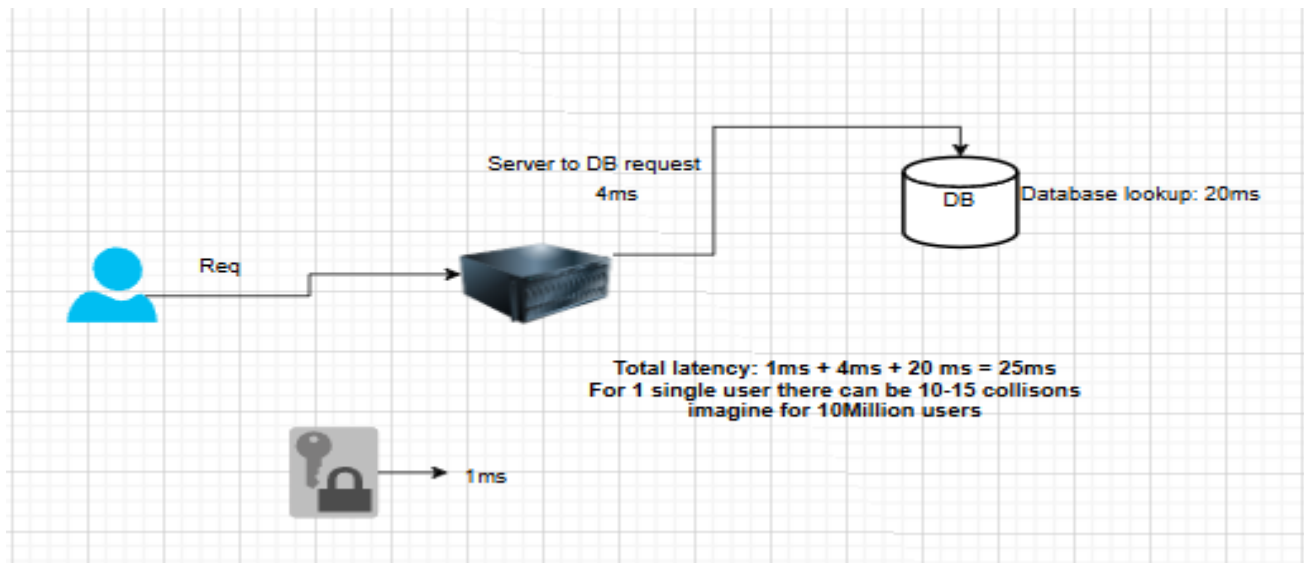 Server to DB request
4ms
DB
Database lookup: 20ms
Req
Total latency: 1ms + 4ms + 20 ms = 25ms
For 1 single user there can be 10-15 collisons
imagine for 10Million users
1ms